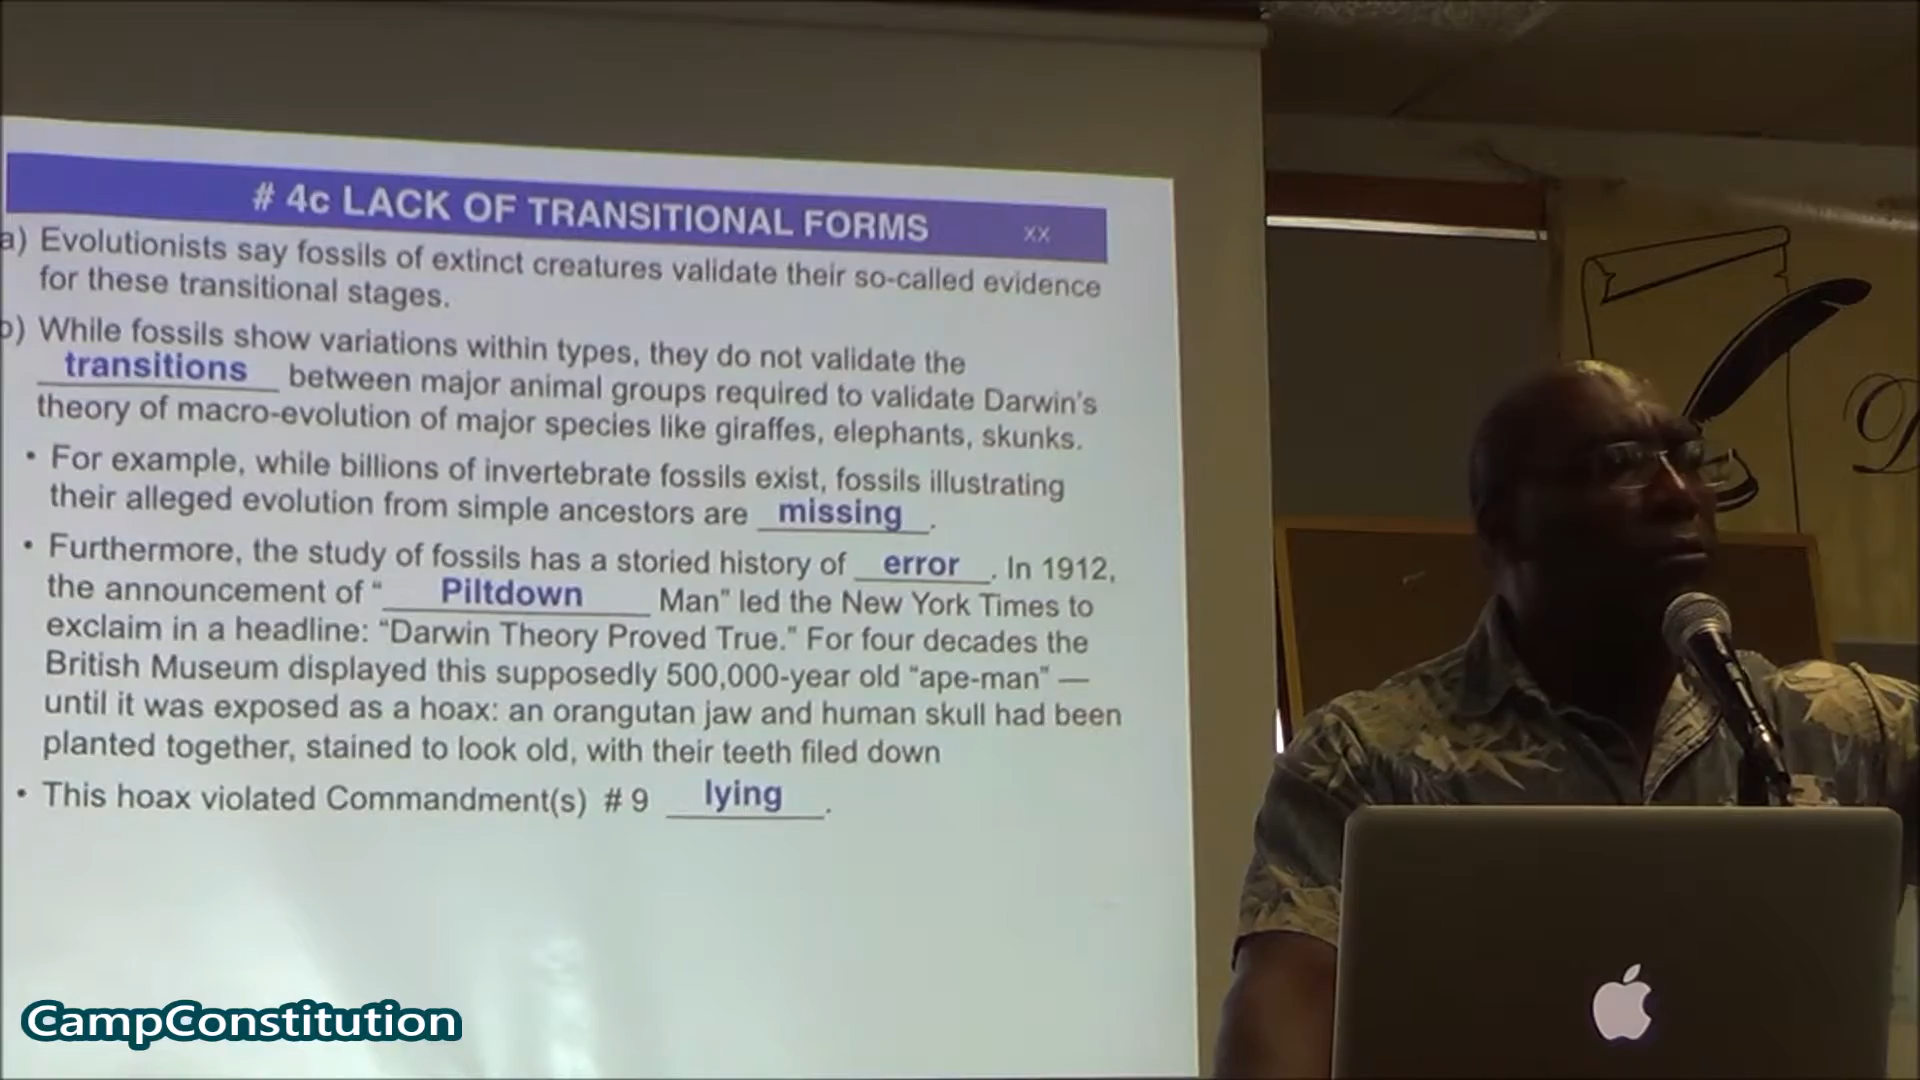 # 4c LACK OF TRANSITIONAL FORMS xx
a) Evolutionists say fossils of extinct creatures validate their so-called evidence
for these transitional stages.
b) While fossils show variations within types, they do not validate the
transitions between major animal groups required to validate Darwin's
theory of macro-evolution of major species like giraffes, elephants, skunks.
• For example, while billions of invertebrate fossils exist, fossils illustrating
their alleged evolution from simple ancestors are missing.
• Furthermore, the study of fossils has a storied history of error. In 1912,
the announcement of “Piltdown Man” led the New York Times to
exclaim in a headline: “Darwin Theory Proved True.” For four decades the
British Museum displayed this supposedly 500,000-year old “ape-man” —
until it was exposed as a hoax: an orangutan jaw and human skull had been
planted together, stained to look old, with their teeth filed down
• This hoax violated Commandment(s) # 9 lying.
D
CampConstitution